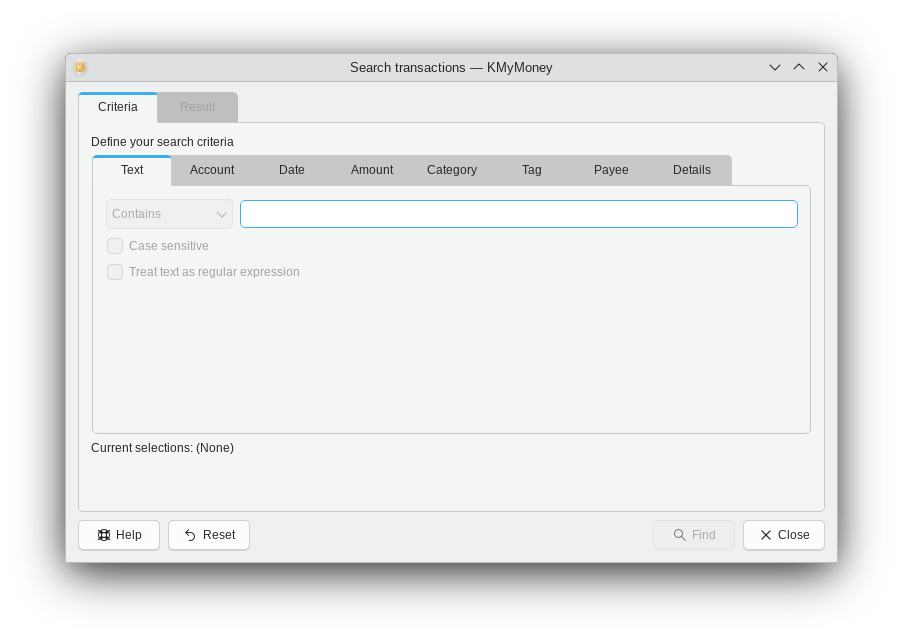 Search transactions — KMyMoney
Criteria Result
Define your search criteria
Text Account Date Amount Category Tag Payee Details
Contains
Case sensitive
Treat text as regular expression
Current selections: (None)
Help Reset Find Close